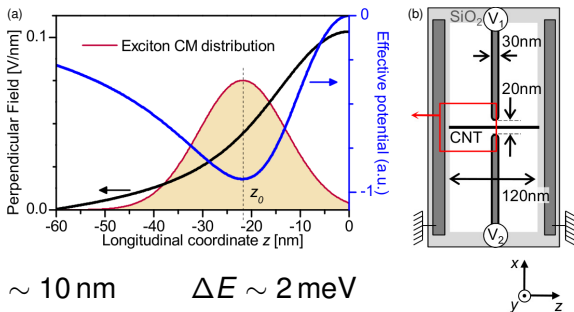 (a)
0.1
0.0
Perpendicular Field [V/nm]
Exciton CM distribution
z0
-60 -50 -40 -30 -20 -10 0
Longitudinal coordinate z [nm]
0
-1
Effective potential (a.u.)
(b)
SiO2
V1
30nm
20nm
CNT
120nm
V2
x
y z
∼ 10 nm ΔE ∼ 2 meV